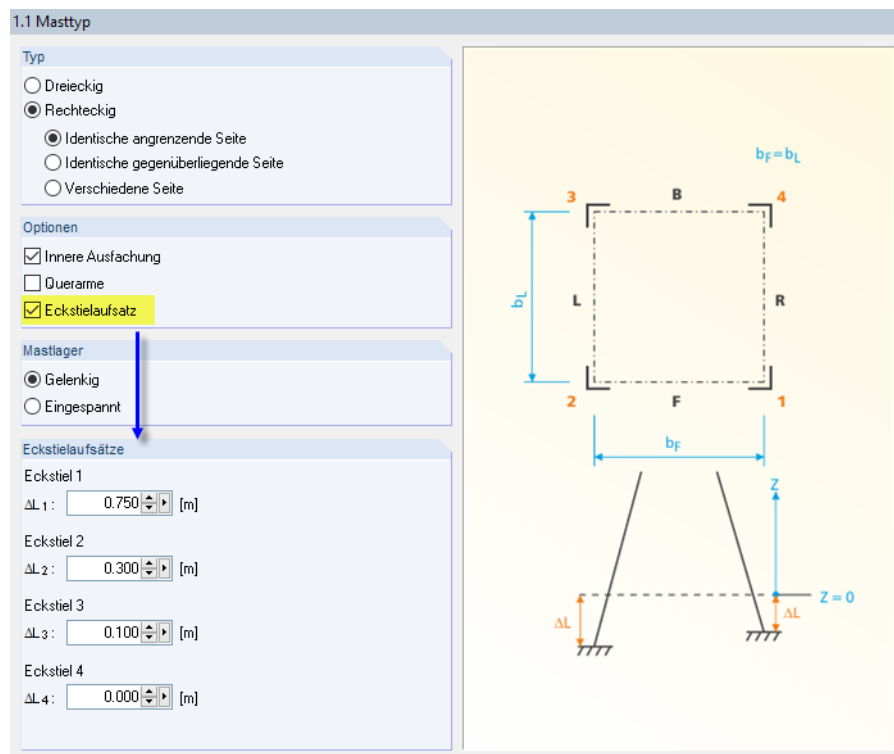 1.1 Masttyp
Typ
Dreieckig
Rechteckig
Identische angrenzende Seite
Identische gegenüberliegende Seite
Verschiedene Seite
Optionen
Innere Ausfachung
Querarme
Eckstielaufsatz
Mastlager
Gelenkig
Eingespannt
Eckstielaufsätze
Eckstiel 1
ΔL1: 0.750 [m]
Eckstiel 2
ΔL2: 0.300 [m]
Eckstiel 3
ΔL3: 0.100 [m]
Eckstiel 4
ΔL4: 0.000 [m]
bF=bL
3 B 4
bL L R
2 F 1
bF
Z
Z = 0
ΔL ΔL